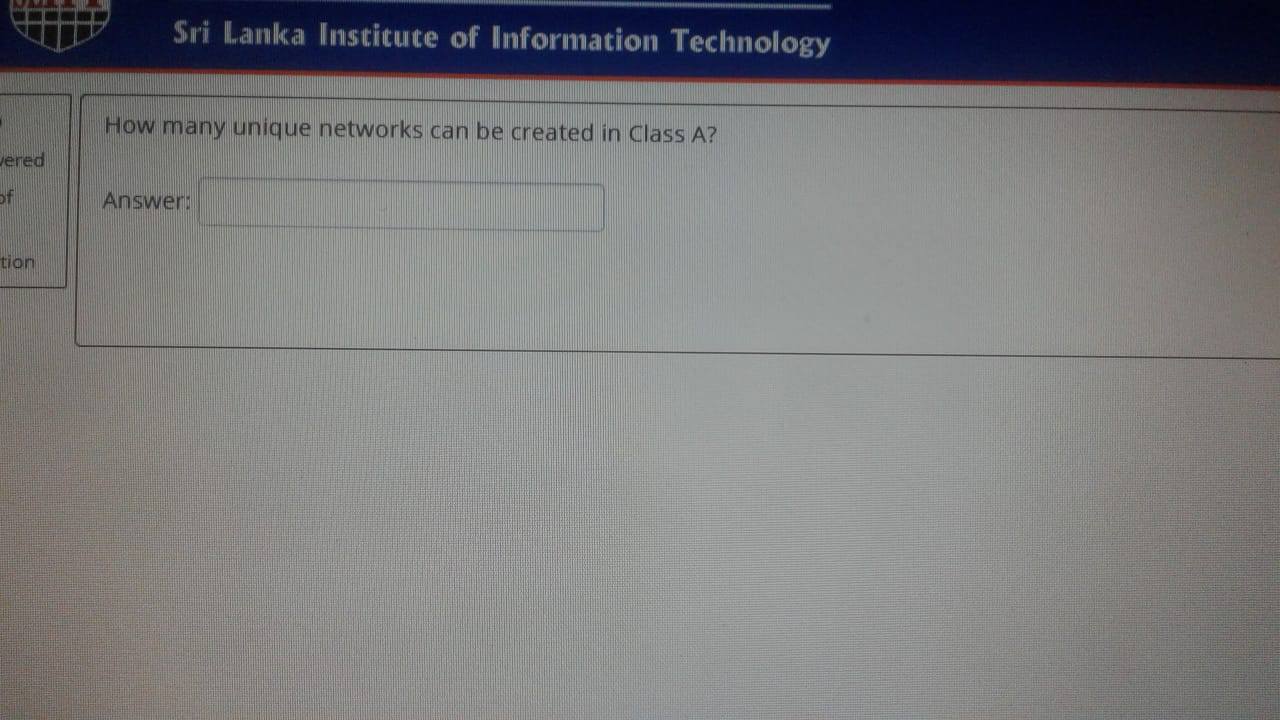 Sri Lanka Institute of Information Technology
How many unique networks can be created in Class A?
vered
Answer:
of
tion